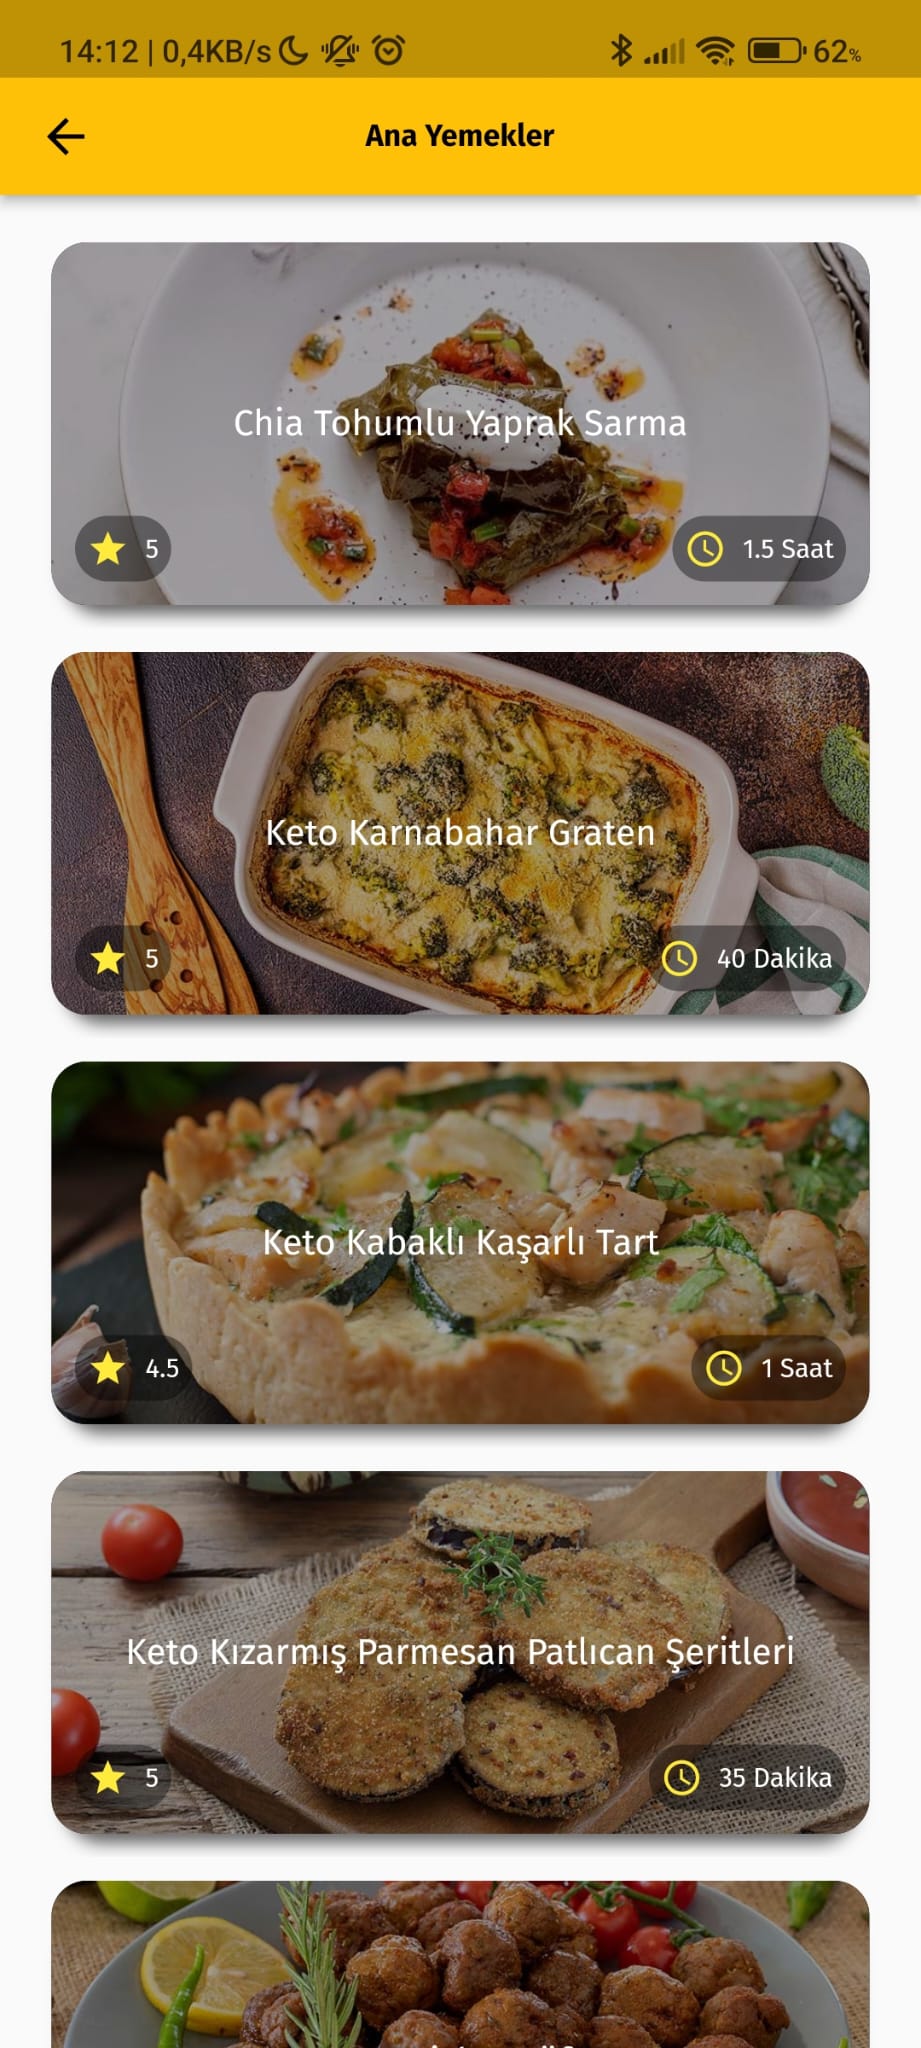 14:12 | 0,4KB/s 62%
Ana Yemekler
Chia Tohumlu Yaprak Sarma
5 1.5 Saat
Keto Karnabahar Graten
5 40 Dakika
Keto Kabaklı Kaşarlı Tart
4.5 1 Saat
Keto Kızarmış Parmesan Patlıcan Şeritleri
5 35 Dakika